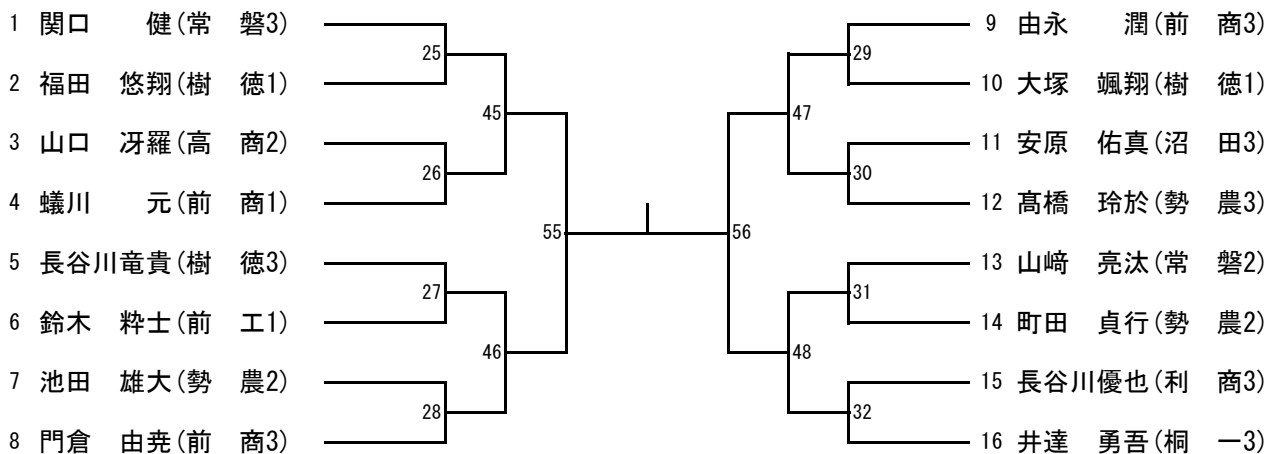 1 関口　　健(常　磐3)
2 福田　悠翔(樹　徳1)
3 山口　冴羅(高　商2)
4 蟻川　　元(前　商1)
5 長谷川竜貴(樹　徳3)
6 鈴木　粋士(前　工1)
7 池田　雄大(勢　農2)
8 門倉　由尭(前　商3)
25
26
27
28
45
46
55
56
47
48
29
30
31
32
9 由永　　潤(前　商3)
10 大塚　颯翔(樹　徳1)
11 安原　佑真(沼　田3)
12 髙橋　玲於(勢　農3)
13 山﨑　亮汰(常　磐2)
14 町田　貞行(勢　農2)
15 長谷川優也(利　商3)
16 井達　勇吾(桐　一3)